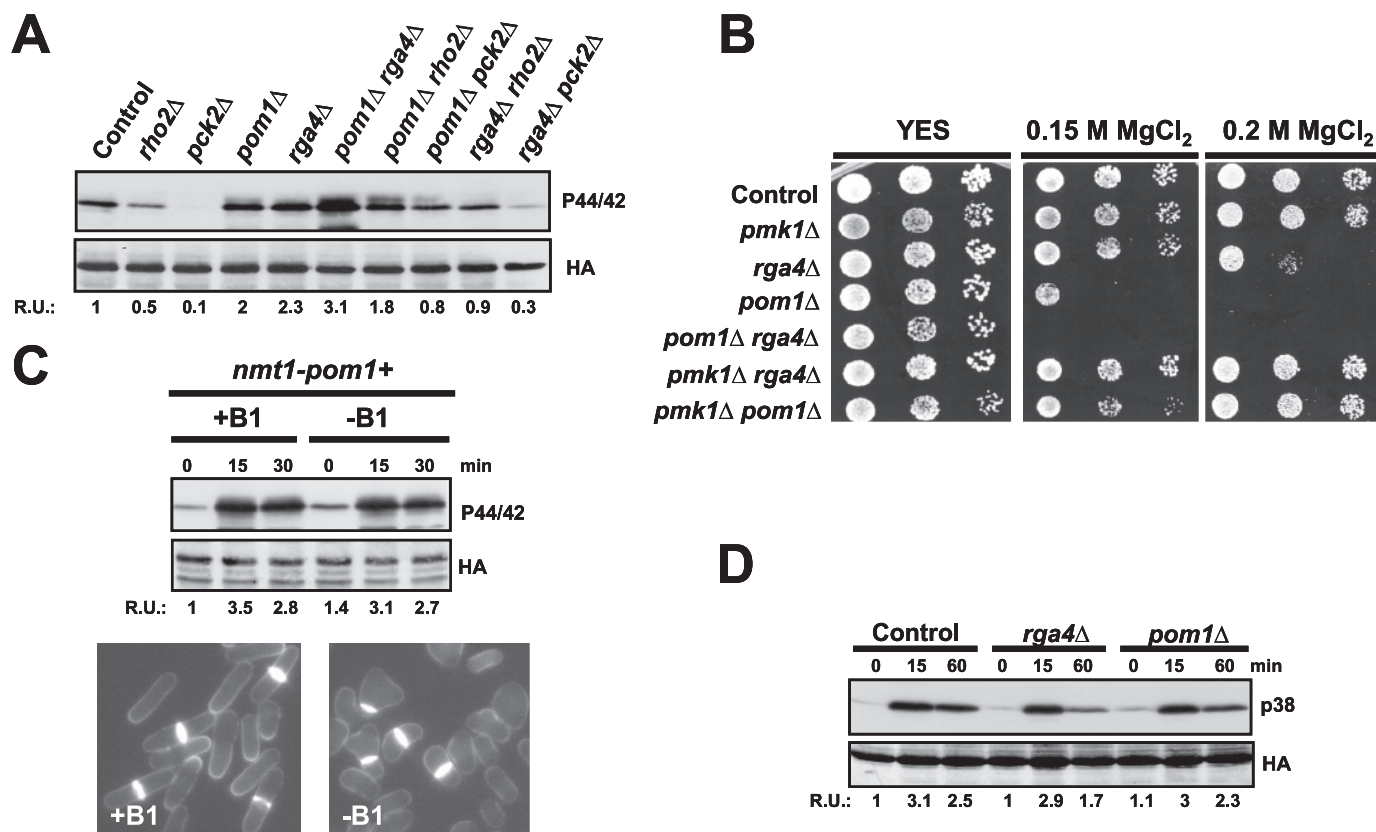 A
Control
rho2Δ
pck2Δ
pom1Δ
rga4Δ
pom1Δ rga4Δ
pom1Δ rho2Δ
pom1Δ pck2Δ
rga4Δ rho2Δ
rga4Δ pck2Δ
P44/42
HA
R.U.: 1 0.5 0.1 2 2.3 3.1 1.8 0.8 0.9 0.3
B
YES 0.15 M MgCl₂ 0.2 M MgCl₂
Control
pmk1Δ
rga4Δ
pom1Δ
pom1Δ rga4Δ
pmk1Δ rga4Δ
pmk1Δ pom1Δ
C
nmt1-pom1+
+B1 -B1
0 15 30 0 15 30 min
P44/42
HA
R.U.: 1 3.5 2.8 1.4 3.1 2.7
+B1
-B1
D
Control rga4Δ pom1Δ
0 15 60 0 15 60 0 15 60 min
p38
HA
R.U.: 1 3.1 2.5 1 2.9 1.7 1.1 3 2.3